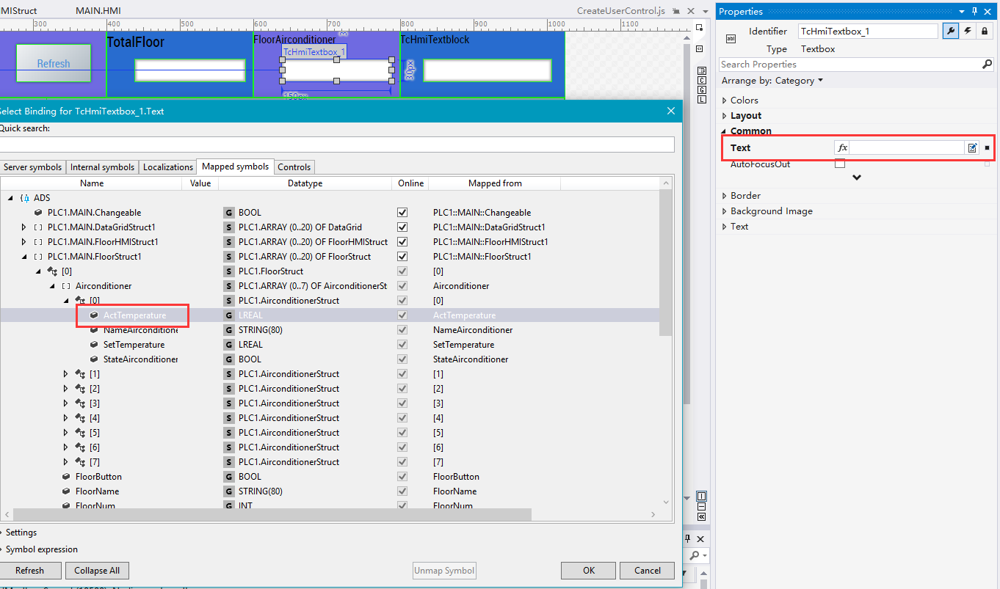 MIStruct
MAIN.HMI
CreateUserControl.js
300 400 500 600 700 800 900 1000 1100
Refresh
TotalFloor
FloorAirconditioner
TcHmiTextblock
TcHmiTextbox_1
30px
150px
Properties
Identifier TcHmiTextbox_1
Type Textbox
Search Properties
Arrange by: Category
Colors
Layout
Common
Text fx
AutoFocusOut
Border
Background Image
Text
Select Binding for TcHmiTextbox_1.Text
Quick search:
Server symbols Internal symbols Localizations Mapped symbols Controls
Name Value Datatype Online Mapped from
ADS
PLC1.MAIN.Changeable G BOOL PLC1::MAIN::Changeable
PLC1.MAIN.DataGridStruct1 S PLC1.ARRAY (0..20) OF DataGrid PLC1::MAIN::DataGridStruct1
PLC1.MAIN.FloorHMIStruct1 S PLC1.ARRAY (0..20) OF FloorHMIStruct PLC1::MAIN::FloorHMIStruct1
PLC1.MAIN.FloorStruct1 S PLC1.ARRAY (0..20) OF FloorStruct PLC1::MAIN::FloorStruct1
[0] S PLC1.FloorStruct [0]
Airconditioner S PLC1.ARRAY (0..7) OF AirconditionerSt Airconditioner
[0] S PLC1.AirconditionerStruct [0]
ActTemperature G LREAL ActTemperature
NameAirconditione G STRING(80) NameAirconditioner
SetTemperature G LREAL SetTemperature
StateAirconditioner G BOOL StateAirconditioner
[1] S PLC1.AirconditionerStruct [1]
[2] S PLC1.AirconditionerStruct [2]
[3] S PLC1.AirconditionerStruct [3]
[4] S PLC1.AirconditionerStruct [4]
[5] S PLC1.AirconditionerStruct [5]
[6] S PLC1.AirconditionerStruct [6]
[7] S PLC1.AirconditionerStruct [7]
FloorButton G BOOL FloorButton
FloorName G STRING(80) FloorName
FloorNum G INT FloorNum
Settings
Symbol expression
Refresh Collapse All Unmap Symbol OK Cancel